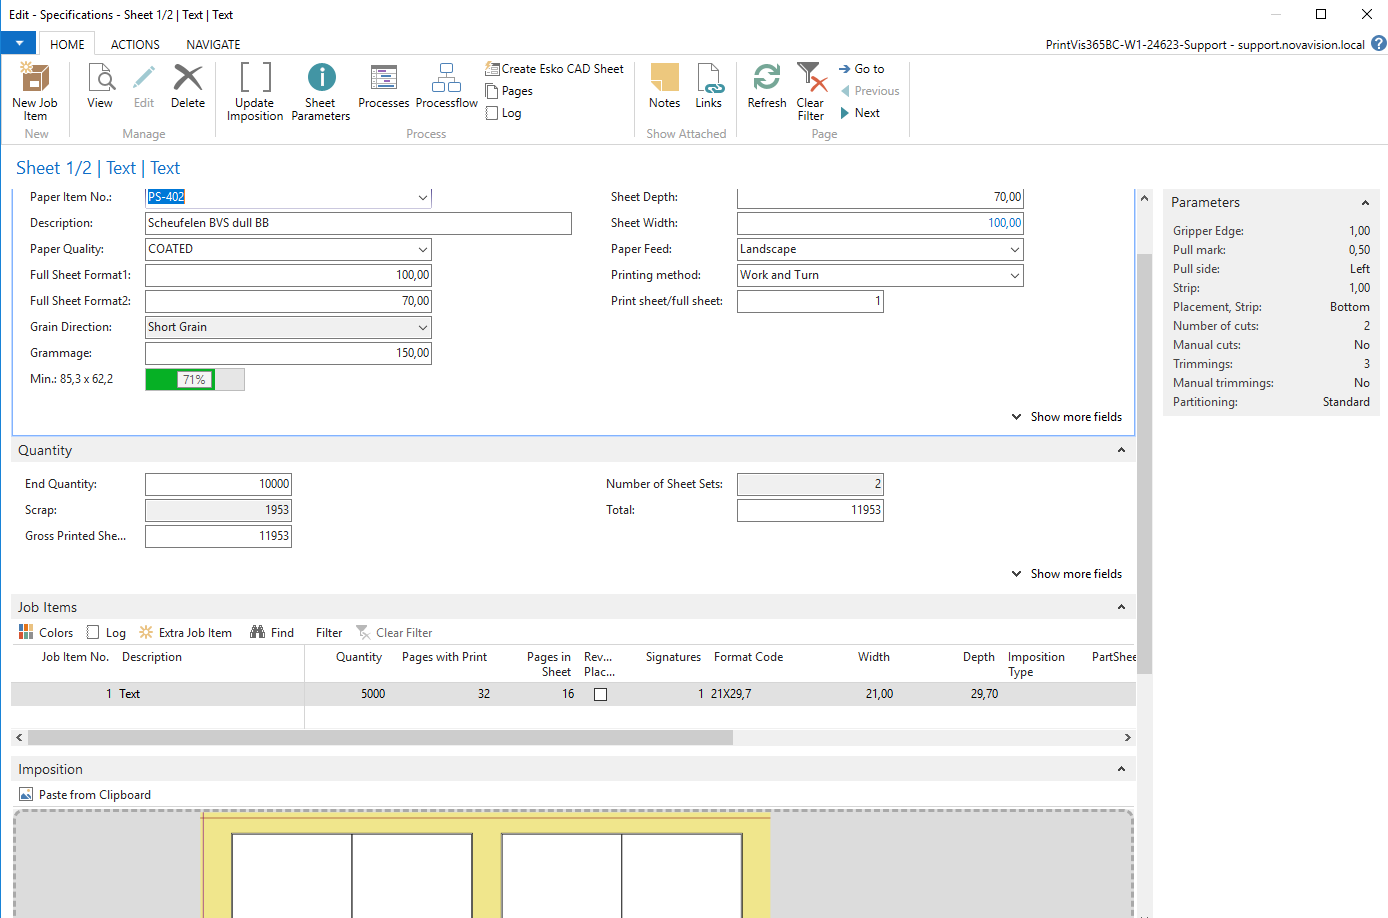 Edit - Specifications - Sheet 1/2 | Text | Text
HOME ACTIONS NAVIGATE PrintVis365BC-W1-24623-Support - support.novavision.local ?
New Job Item
New
View Edit Delete
Manage
Update Imposition
Sheet Parameters
Processes
Processflow
Create Esko CAD Sheet
Pages
Log
Process
Notes Links
Show Attached
Refresh
Clear Filter
Go to
Previous
Next
Page
Sheet 1/2 | Text | Text
Paper Item No.: PS-402 Sheet Depth: 70,00
Description: Scheufelen BVS dull BB Sheet Width: 100,00
Paper Quality: COATED Paper Feed: Landscape
Full Sheet Format1: 100,00 Printing method: Work and Turn
Full Sheet Format2: 70,00 Print sheet/full sheet: 1
Grain Direction: Short Grain
Grammage: 150,00
Min.: 85,3 x 62,2 71%
Show more fields
Parameters
Gripper Edge: 1,00
Pull mark: 0,50
Pull side: Left
Strip: 1,00
Placement, Strip: Bottom
Number of cuts: 2
Manual cuts: No
Trimmings: 3
Manual trimmings: No
Partitioning: Standard
Quantity
End Quantity: 10000 Number of Sheet Sets: 2
Scrap: 1953 Total: 11953
Gross Printed She... 11953
Show more fields
Job Items
Colors Log Extra Job Item Find Filter Clear Filter
Job Item No. Description Quantity Pages with Print Pages in Sheet Rev... Plac... Signatures Format Code Width Depth Imposition Type PartShee
1 Text 5000 32 16 1 21X29,7 21,00 29,70
Imposition
Paste from Clipboard